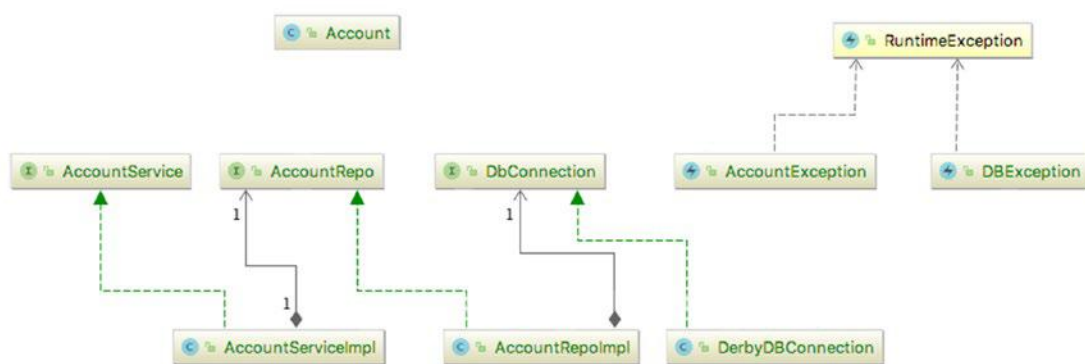 Account
RuntimeException
AccountService
AccountRepo
DbConnection
AccountException
DBException
1
1
1
AccountServiceImpl
AccountRepoImpl
DerbyDBConnection